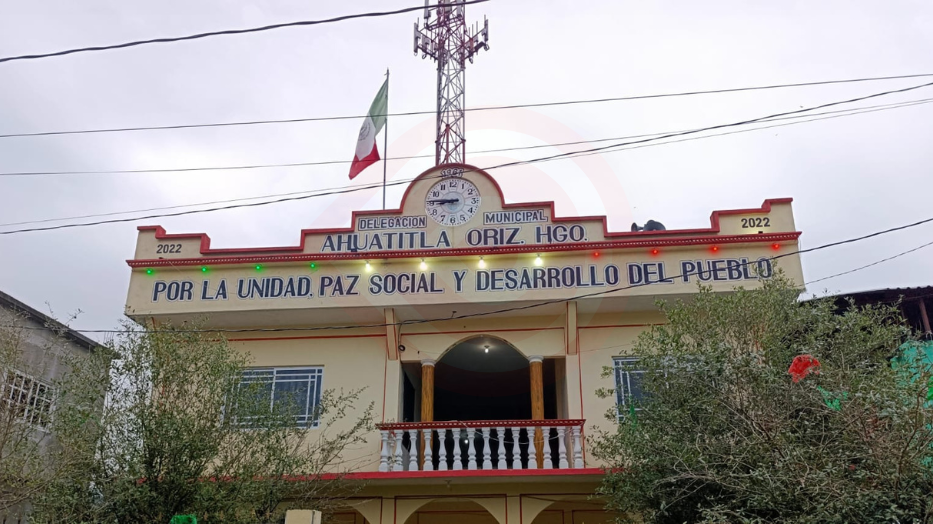 DELEGACION MUNICIPAL
2022 AHUATITLA ORIZ. HGO. 2022
POR LA UNIDAD, PAZ SOCIAL Y DESARROLLO DEL PUEBLO